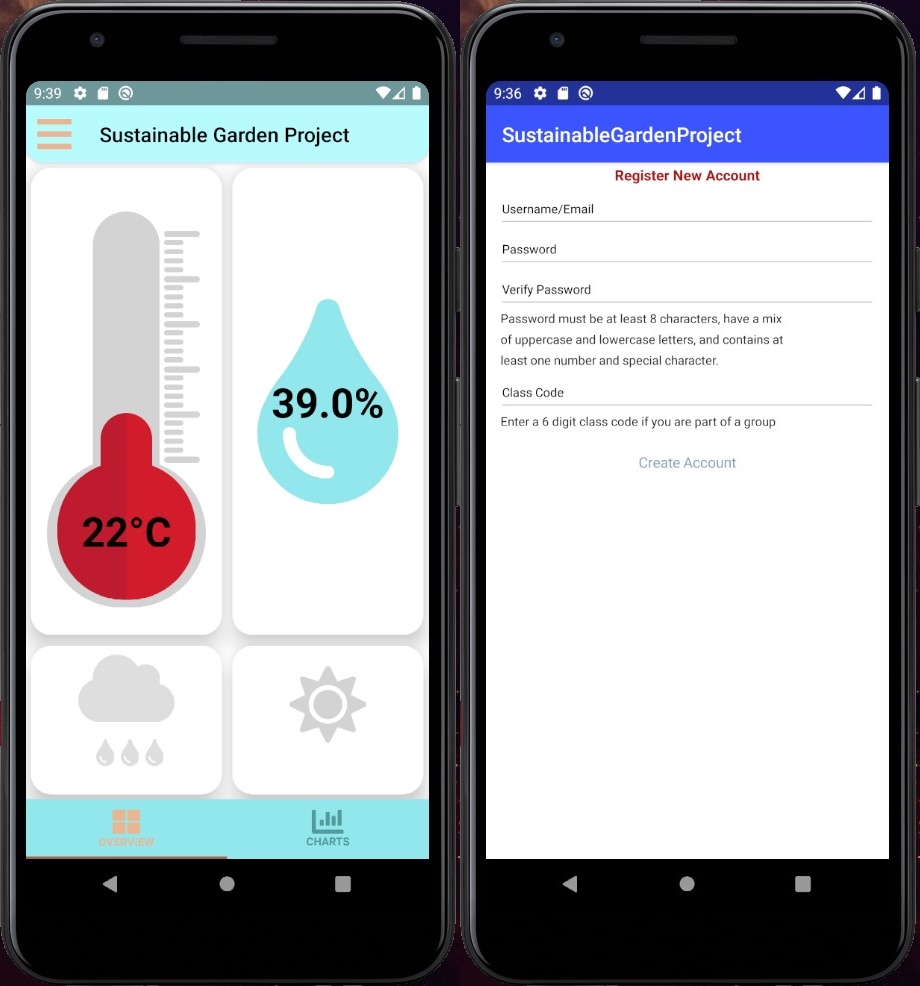 9:39
Sustainable Garden Project
22°C
39.0%
OVERVIEW
CHARTS
9:36
SustainableGardenProject
Register New Account
Username/Email
Password
Verify Password
Password must be at least 8 characters, have a mix
of uppercase and lowercase letters, and contains at
least one number and special character.
Class Code
Enter a 6 digit class code if you are part of a group
Create Account